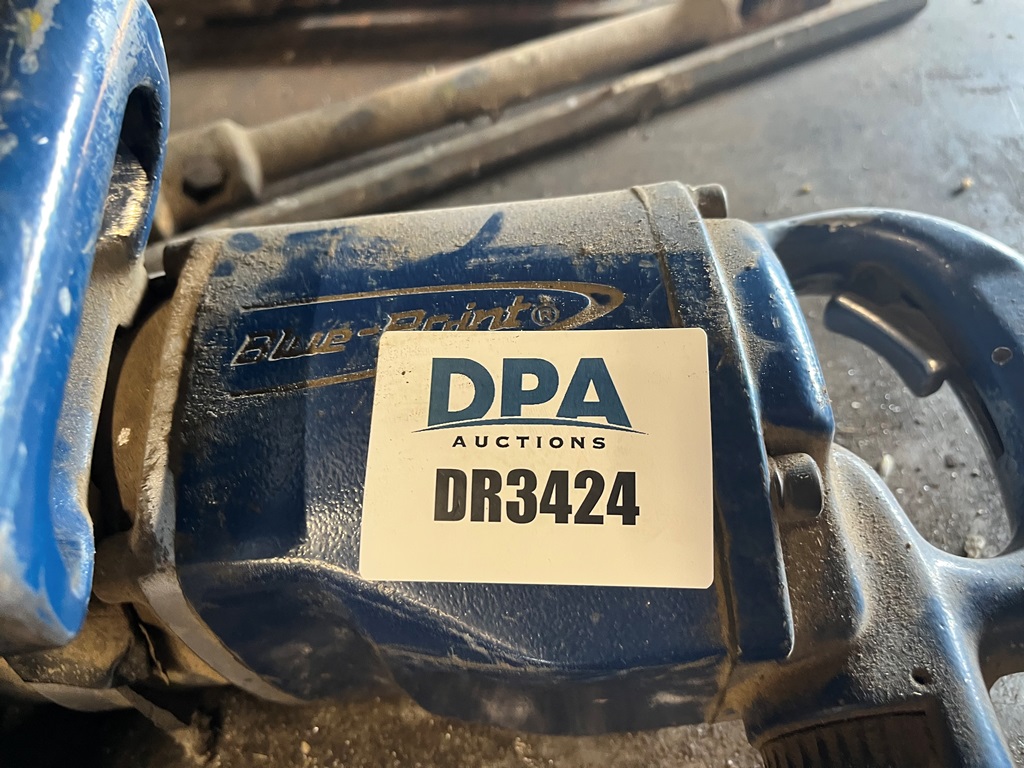 Blue-Point®
DPA
AUCTIONS
DR3424